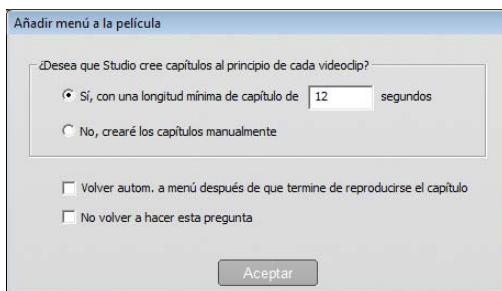 Añadir menú a la película
¿Desea que Studio cree capítulos al principio de cada videoclip?
Sí, con una longitud mínima de capítulo de 12 segundos
No, crearé los capítulos manualmente
Volver autom. a menú después de que termine de reproducirse el capítulo
No volver a hacer esta pregunta
Aceptar